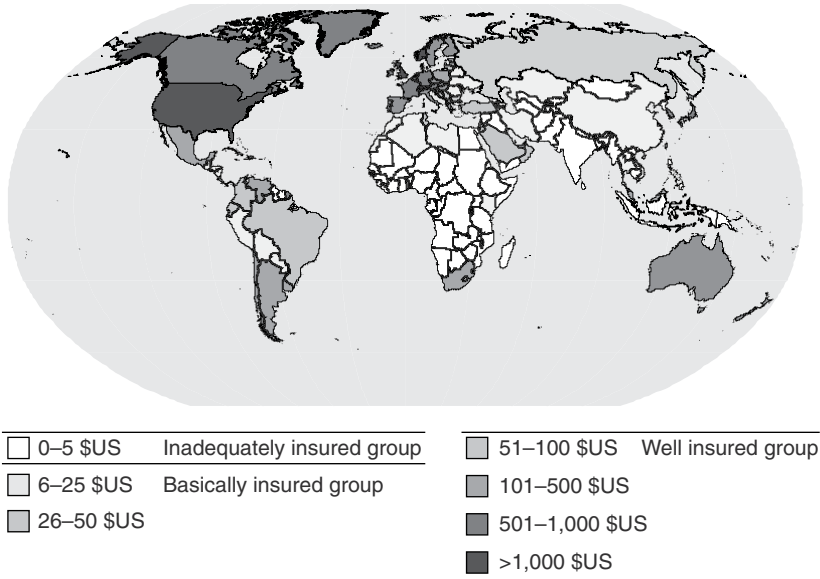 0–5 $US Inadequately insured group
6–25 $US Basically insured group
26–50 $US
51–100 $US Well insured group
101–500 $US
501–1,000 $US
>1,000 $US